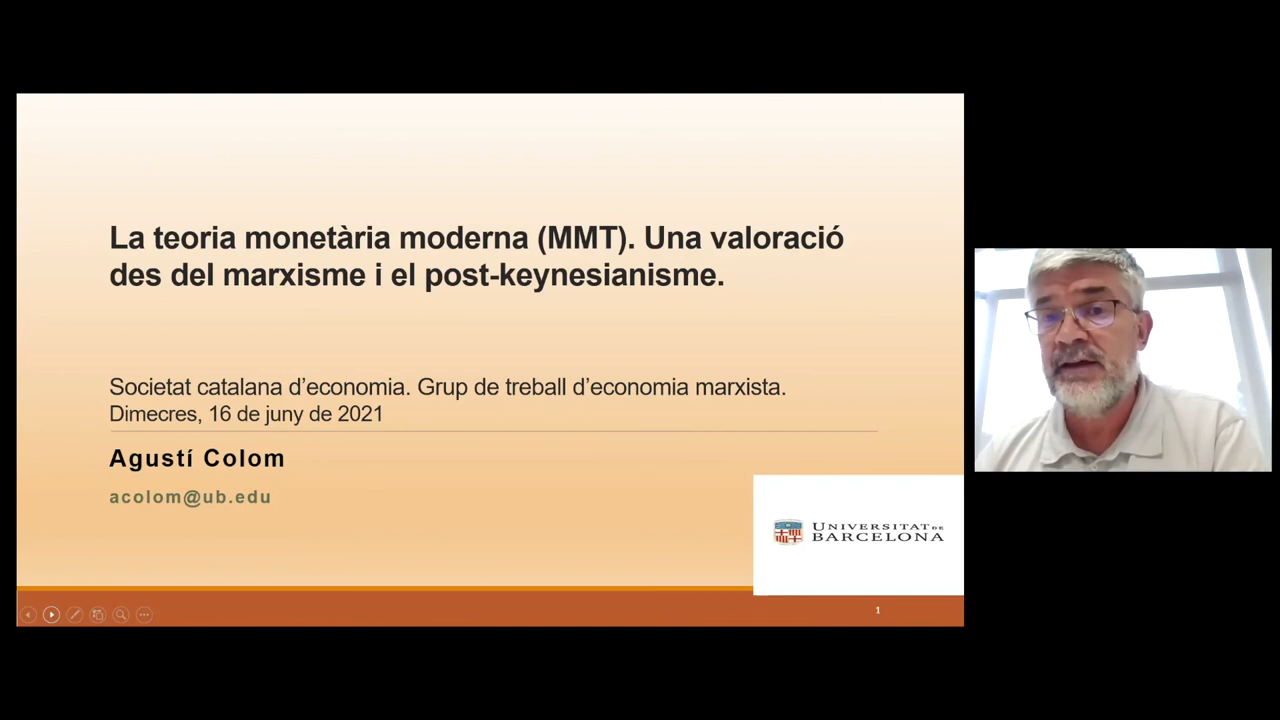 La teoria monetària moderna (MMT). Una valoració
des del marxisme i el post-keynesianisme.
Societat catalana d'economia. Grup de treball d'economia marxista.
Dimecres, 16 de juny de 2021
Agustí Colom
acolom@ub.edu
UNIVERSITAT DE
BARCELONA
1